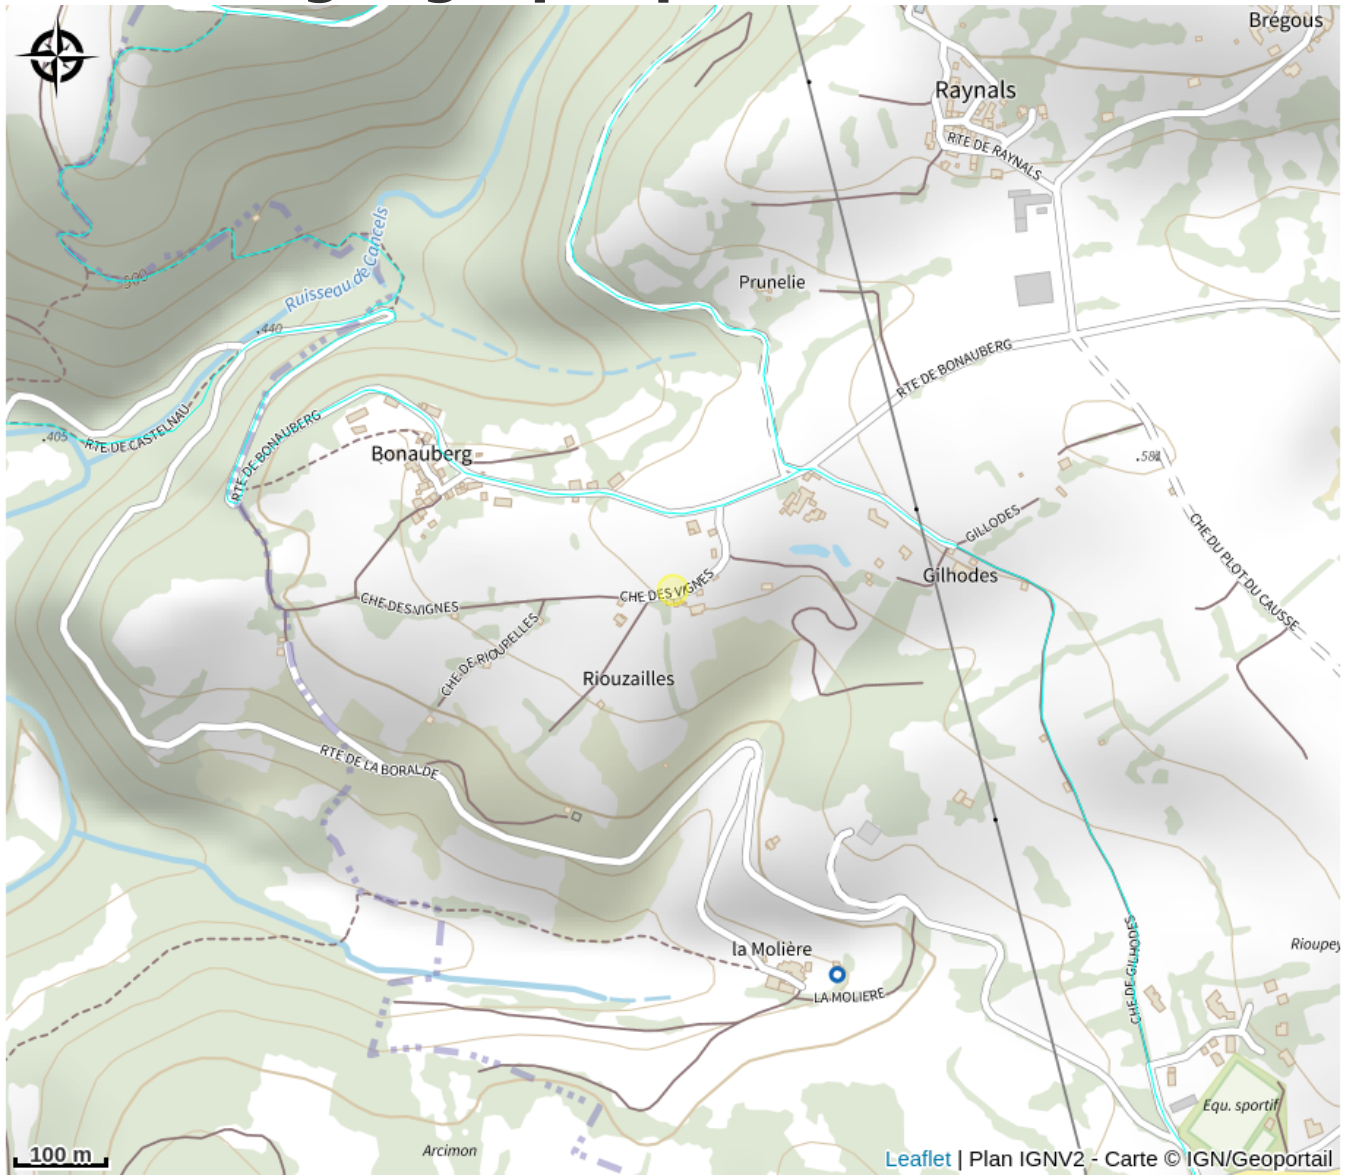 Brégous
Raynals
RTE DE RAYNALS
Ruisseau de Cancels
500
Prunelie
.440
RTE DE BONAUBERG
RTE DE CASTELNAU
.405
RTE DE BONAUBERG
Bonauberg
GILLODES
CHE DU PLOT DU CAUSSE
Gilhodes
CHE DES VIGNES
CHE DES VIGNES
CHE DE RIOUPELLES
Riouzailles
RTE DE LA BORALDE
la Molière
LA MOLIERE
CHE DE GILHODES
Rioupey
Equ. sportif
Arcimon
100 m
Leaflet | Plan IGNV2 - Carte © IGN/Geoportail